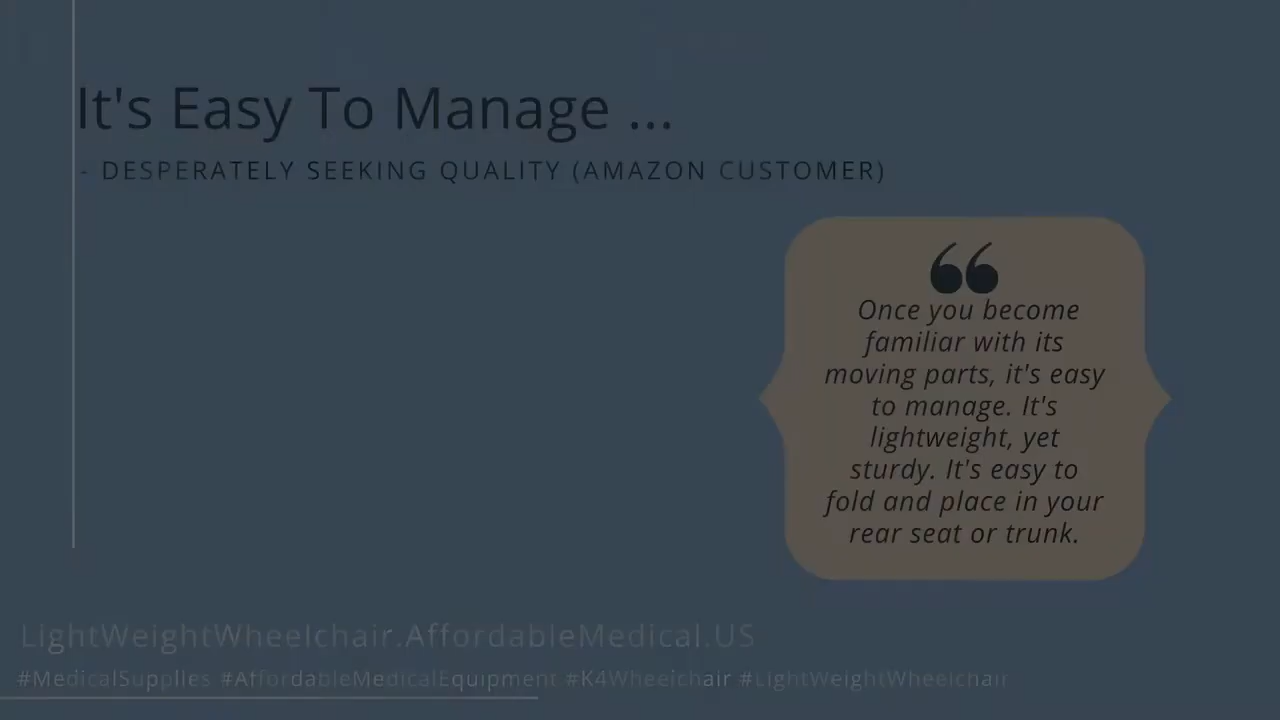 It's Easy To Manage ...
- DESPERATELY SEEKING QUALITY (AMAZON CUSTOMER)
Once you become
familiar with its
moving parts, it's easy
to manage. It's
lightweight, yet
sturdy. It's easy to
fold and place in your
rear seat or trunk.
LightWeightWheelchair.AffordableMedical.US
#MedicalSupplies #AffordableMedicalEquipment #K4Wheelchair #LightWeightWheelchair